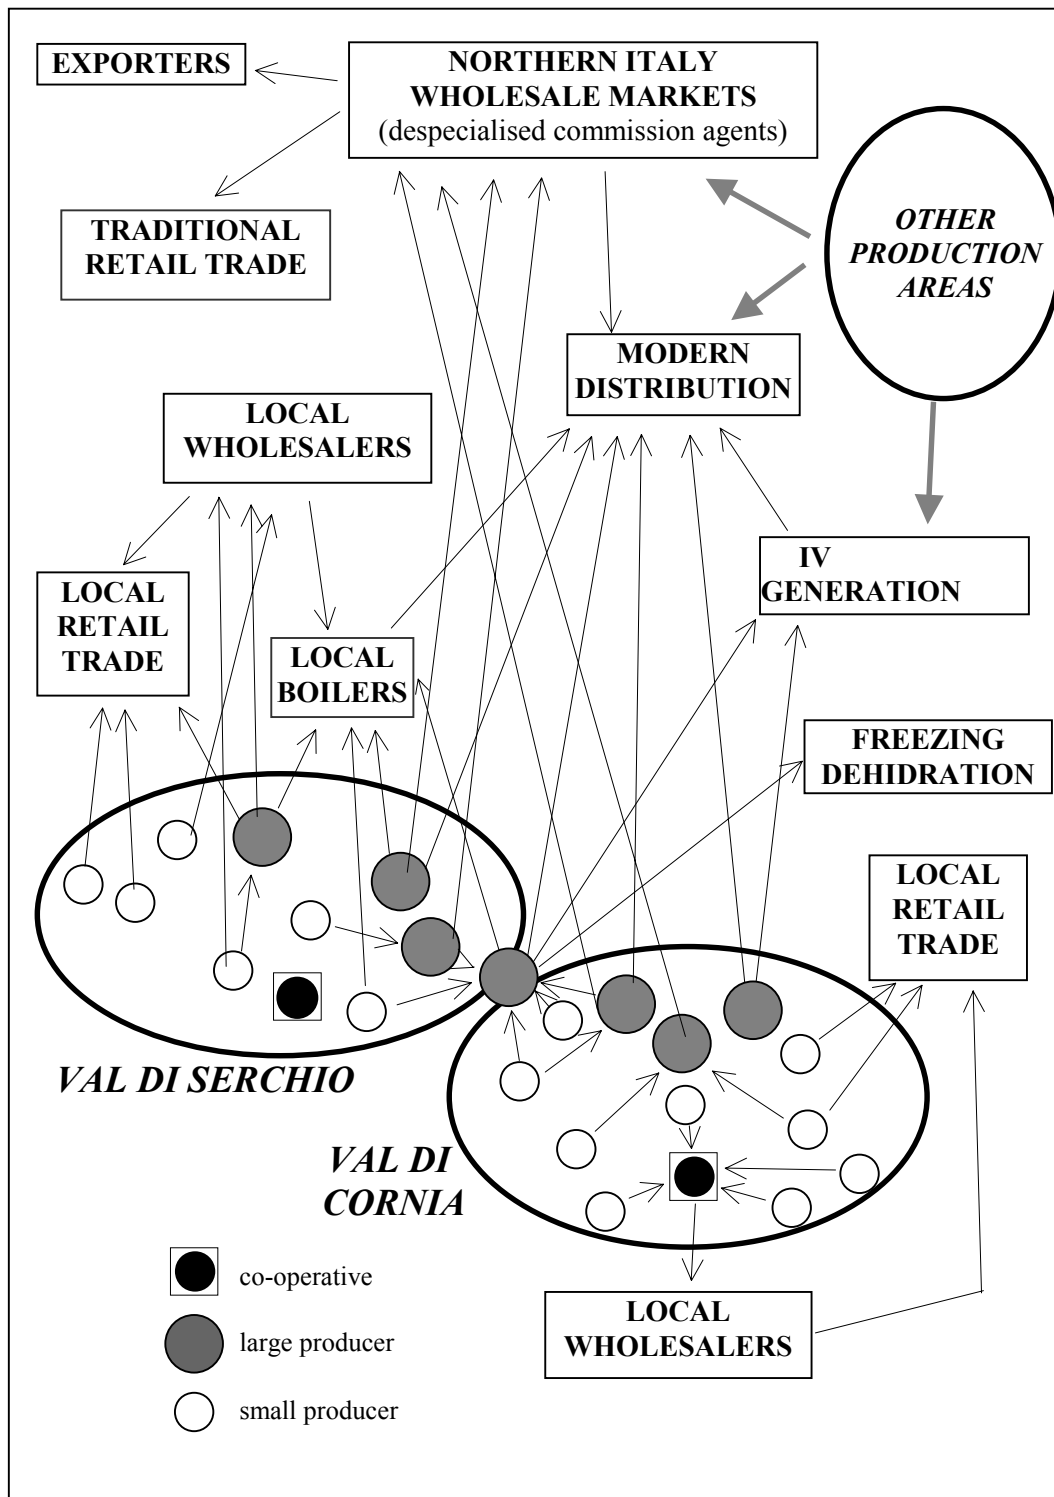 EXPORTERS
NORTHERN ITALY
WHOLESALE MARKETS
(despecialised commission agents)
TRADITIONAL
RETAIL TRADE
OTHER
PRODUCTION
AREAS
MODERN
DISTRIBUTION
LOCAL
WHOLESALERS
IV
GENERATION
LOCAL
RETAIL
TRADE
LOCAL
BOILERS
FREEZING
DEHIDRATION
LOCAL
RETAIL
TRADE
VAL DI SERCHIO
VAL DI
CORNIA
co-operative
large producer
small producer
LOCAL
WHOLESALERS